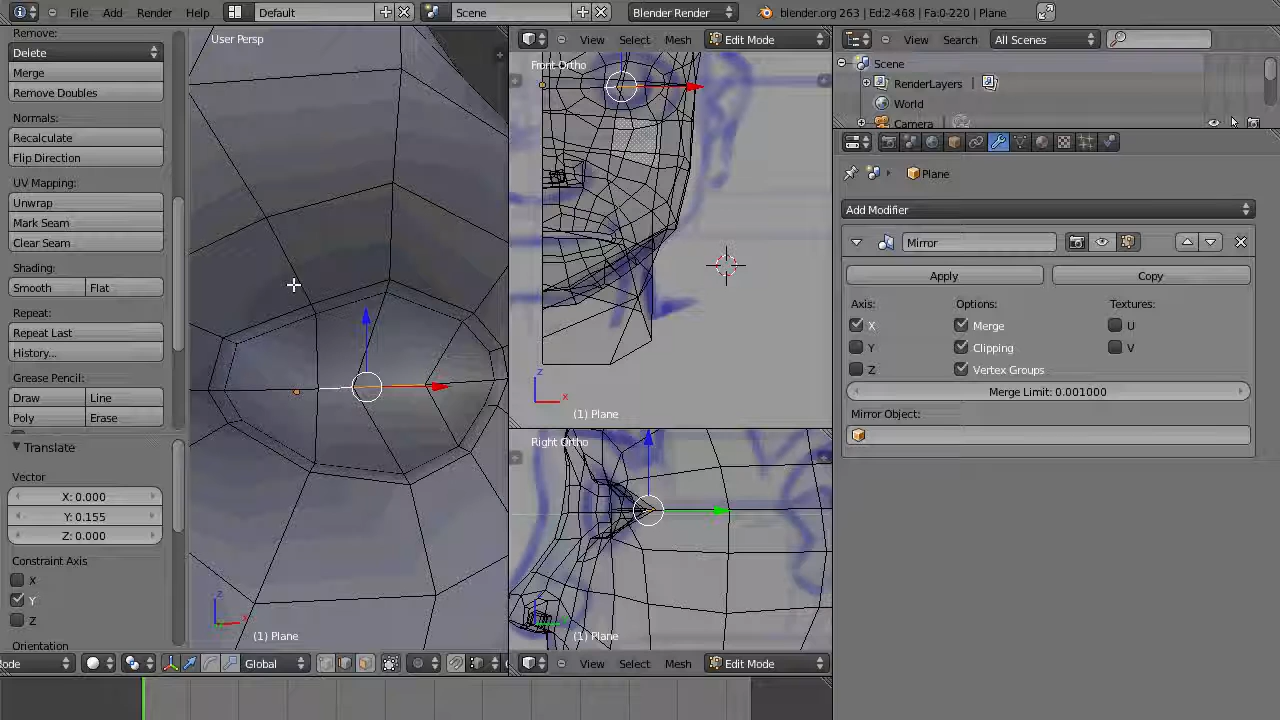 File Add Render Help Default Scene Blender Render blender.org 263 | Ed:2-468 | Fa:0-220 | Plane
Remove:
Delete
Merge
Remove Doubles
Normals:
Recalculate
Flip Direction
UV Mapping:
Unwrap
Mark Seam
Clear Seam
Shading:
Smooth Flat
Repeat:
Repeat Last
History...
Grease Pencil:
Draw Line
Poly Erase
Translate
Vector
X: 0.000
Y: 0.155
Z: 0.000
Constraint Axis
X
Y
Z
Orientation
User Persp
z
x
(1) Plane
Global
View Select Mesh Edit Mode
Front Ortho
z
x
(1) Plane
Right Ortho
(1) Plane
View Select Mesh Edit Mode
View Search All Scenes
Scene
RenderLayers
World
Camera
Plane
Add Modifier
Mirror
Apply Copy
Axis: Options: Textures:
X Merge U
Y Clipping V
Z Vertex Groups
Merge Limit: 0.001000
Mirror Object: